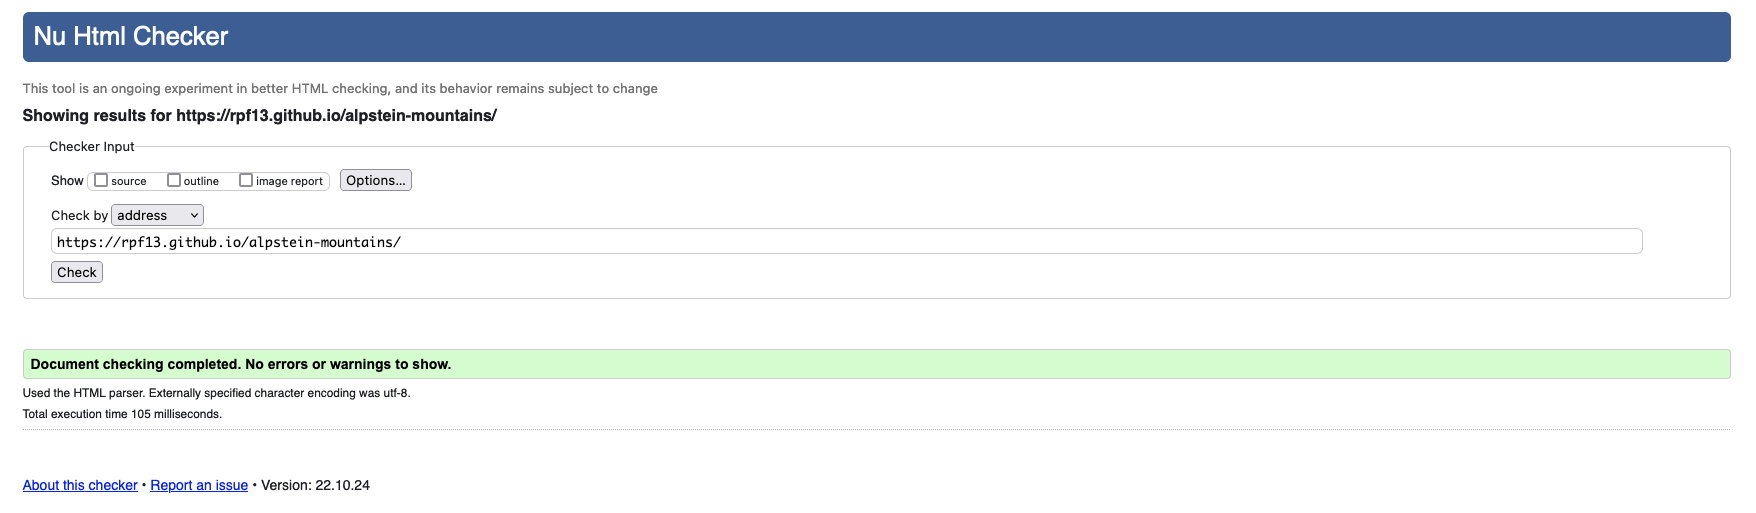 Nu Html Checker
This tool is an ongoing experiment in better HTML checking, and its behavior remains subject to change
Showing results for https://rpf13.github.io/alpstein-mountains/
Checker Input
Show source outline image report Options...
Check by address
https://rpf13.github.io/alpstein-mountains/
Check
Document checking completed. No errors or warnings to show.
Used the HTML parser. Externally specified character encoding was utf-8.
Total execution time 105 milliseconds.
About this checker • Report an issue • Version: 22.10.24